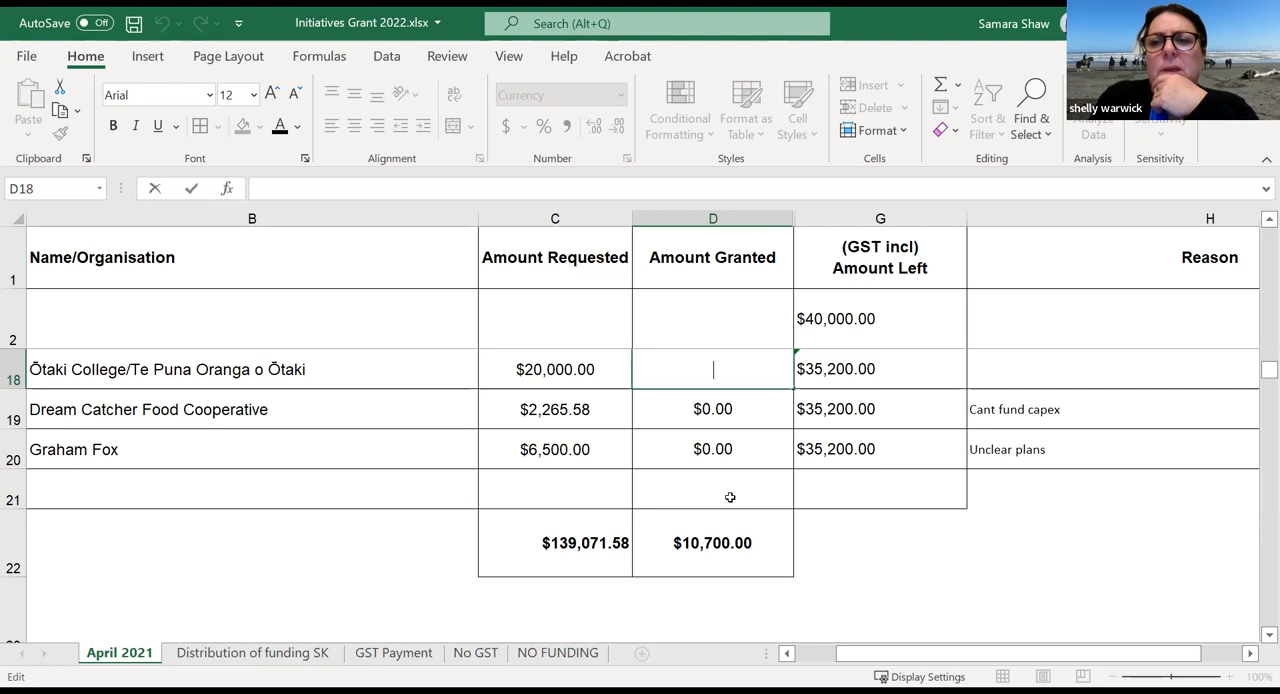 AutoSave Off Initiatives Grant 2022.xlsx Search (Alt+Q) Samara Shaw
shelly warwick
File Home Insert Page Layout Formulas Data Review View Help Acrobat
Paste Arial 12 Currency Conditional Formatting Format as Table Cell Styles Insert Delete Format Sort & Filter Find & Select Analyze Data Sensitivity
Clipboard Font Alignment Number Styles Cells Editing Analysis Sensitivity
D18 fx
B C D G H
1 Name/Organisation Amount Requested Amount Granted (GST incl) Amount Left Reason
2 $40,000.00
18 Ōtaki College/Te Puna Oranga o Ōtaki $20,000.00 $35,200.00
19 Dream Catcher Food Cooperative $2,265.58 $0.00 $35,200.00 Cant fund capex
20 Graham Fox $6,500.00 $0.00 $35,200.00 Unclear plans
21
22 $139,071.58 $10,700.00
April 2021 Distribution of funding SK GST Payment No GST NO FUNDING
Edit Display Settings 100%